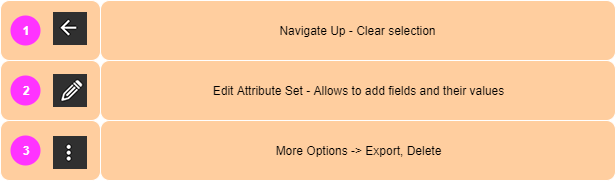 1 Navigate Up - Clear selection
2 Edit Attribute Set - Allows to add fields and their values
3 More Options -> Export, Delete